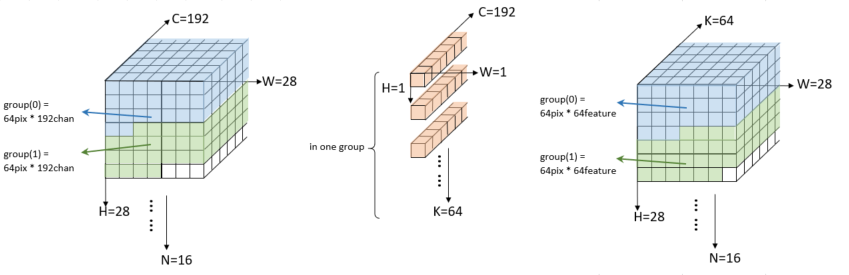 C=192
W=28
group(0) =
64pix * 192chan
group(1) =
64pix * 192chan
H=28
N=16
C=192
W=1
H=1
in one group
K=64
K=64
W=28
group(0) =
64pix * 64feature
group(1) =
64pix * 64feature
H=28
N=16